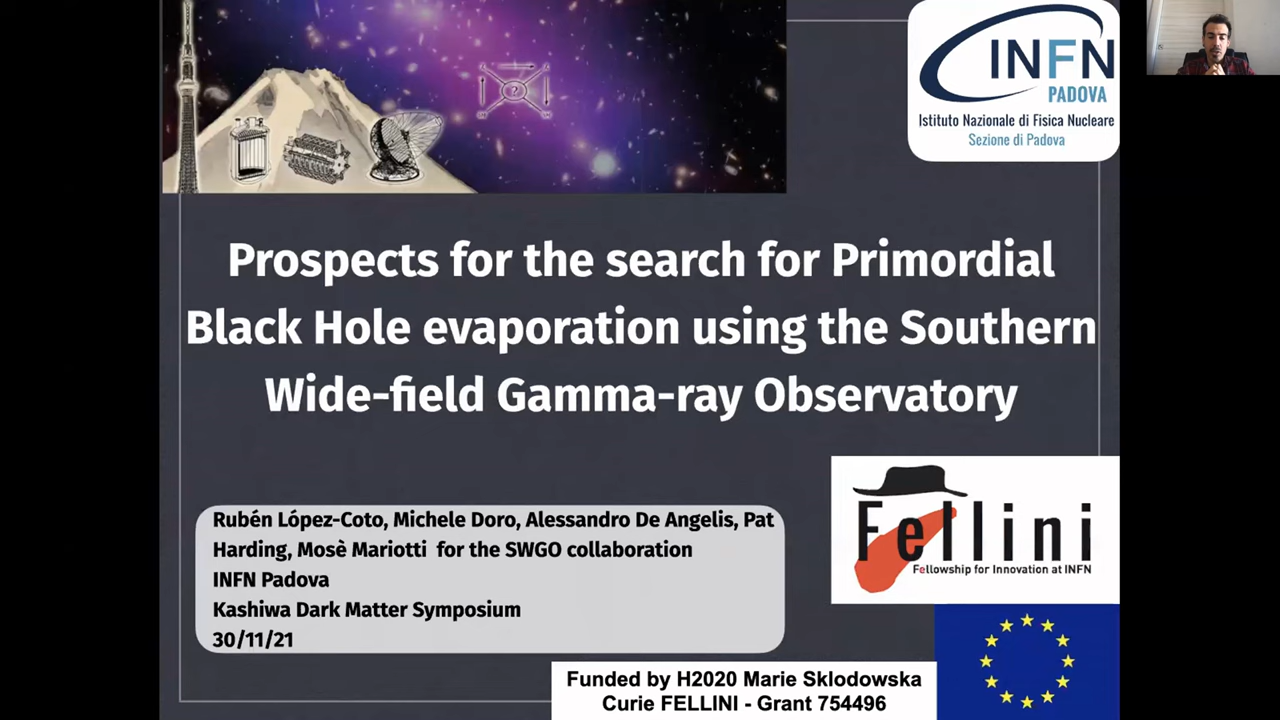 INFN
PADOVA
Istituto Nazionale di Fisica Nucleare
Sezione di Padova
Prospects for the search for Primordial
Black Hole evaporation using the Southern
Wide-field Gamma-ray Observatory
Rubén López-Coto, Michele Doro, Alessandro De Angelis, Pat
Harding, Mosè Mariotti for the SWGO collaboration
INFN Padova
Kashiwa Dark Matter Symposium
30/11/21
Fellini
Fellowship for Innovation at INFN
Funded by H2020 Marie Sklodowska
Curie FELLINI - Grant 754496